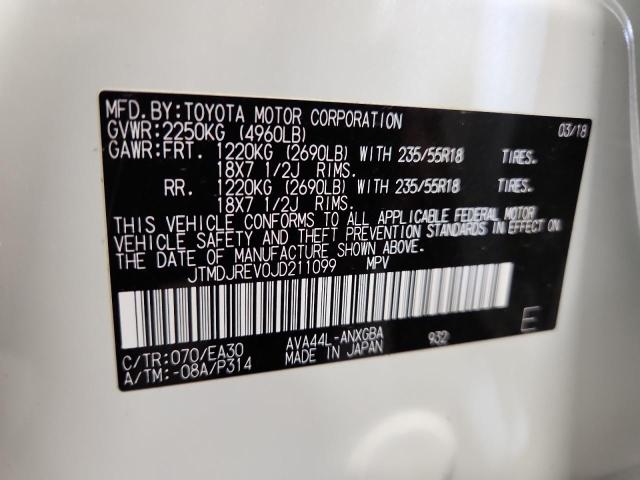 MFD.BY:TOYOTA MOTOR CORPORATION 03/18
GVWR:2250KG (4960LB)
GAWR:FRT. 1220KG (2690LB) WITH 235/55R18 TIRES.
18X7 1/2J RIMS.
RR. 1220KG (2690LB) WITH 235/55R18 TIRES.
18X7 1/2J RIMS.
THIS VEHICLE CONFORMS TO ALL APPLICABLE FEDERAL MOTOR
VEHICLE SAFETY AND THEFT PREVENTION STANDARDS IN EFFECT ON
THE DATE OF MANUFACTURE SHOWN ABOVE.
JTMDJREV0JD211099 MPV
C/TR:070/EA30 AVA44L-ANXGBA 932 E
A/TM:-08A/P314 MADE IN JAPAN